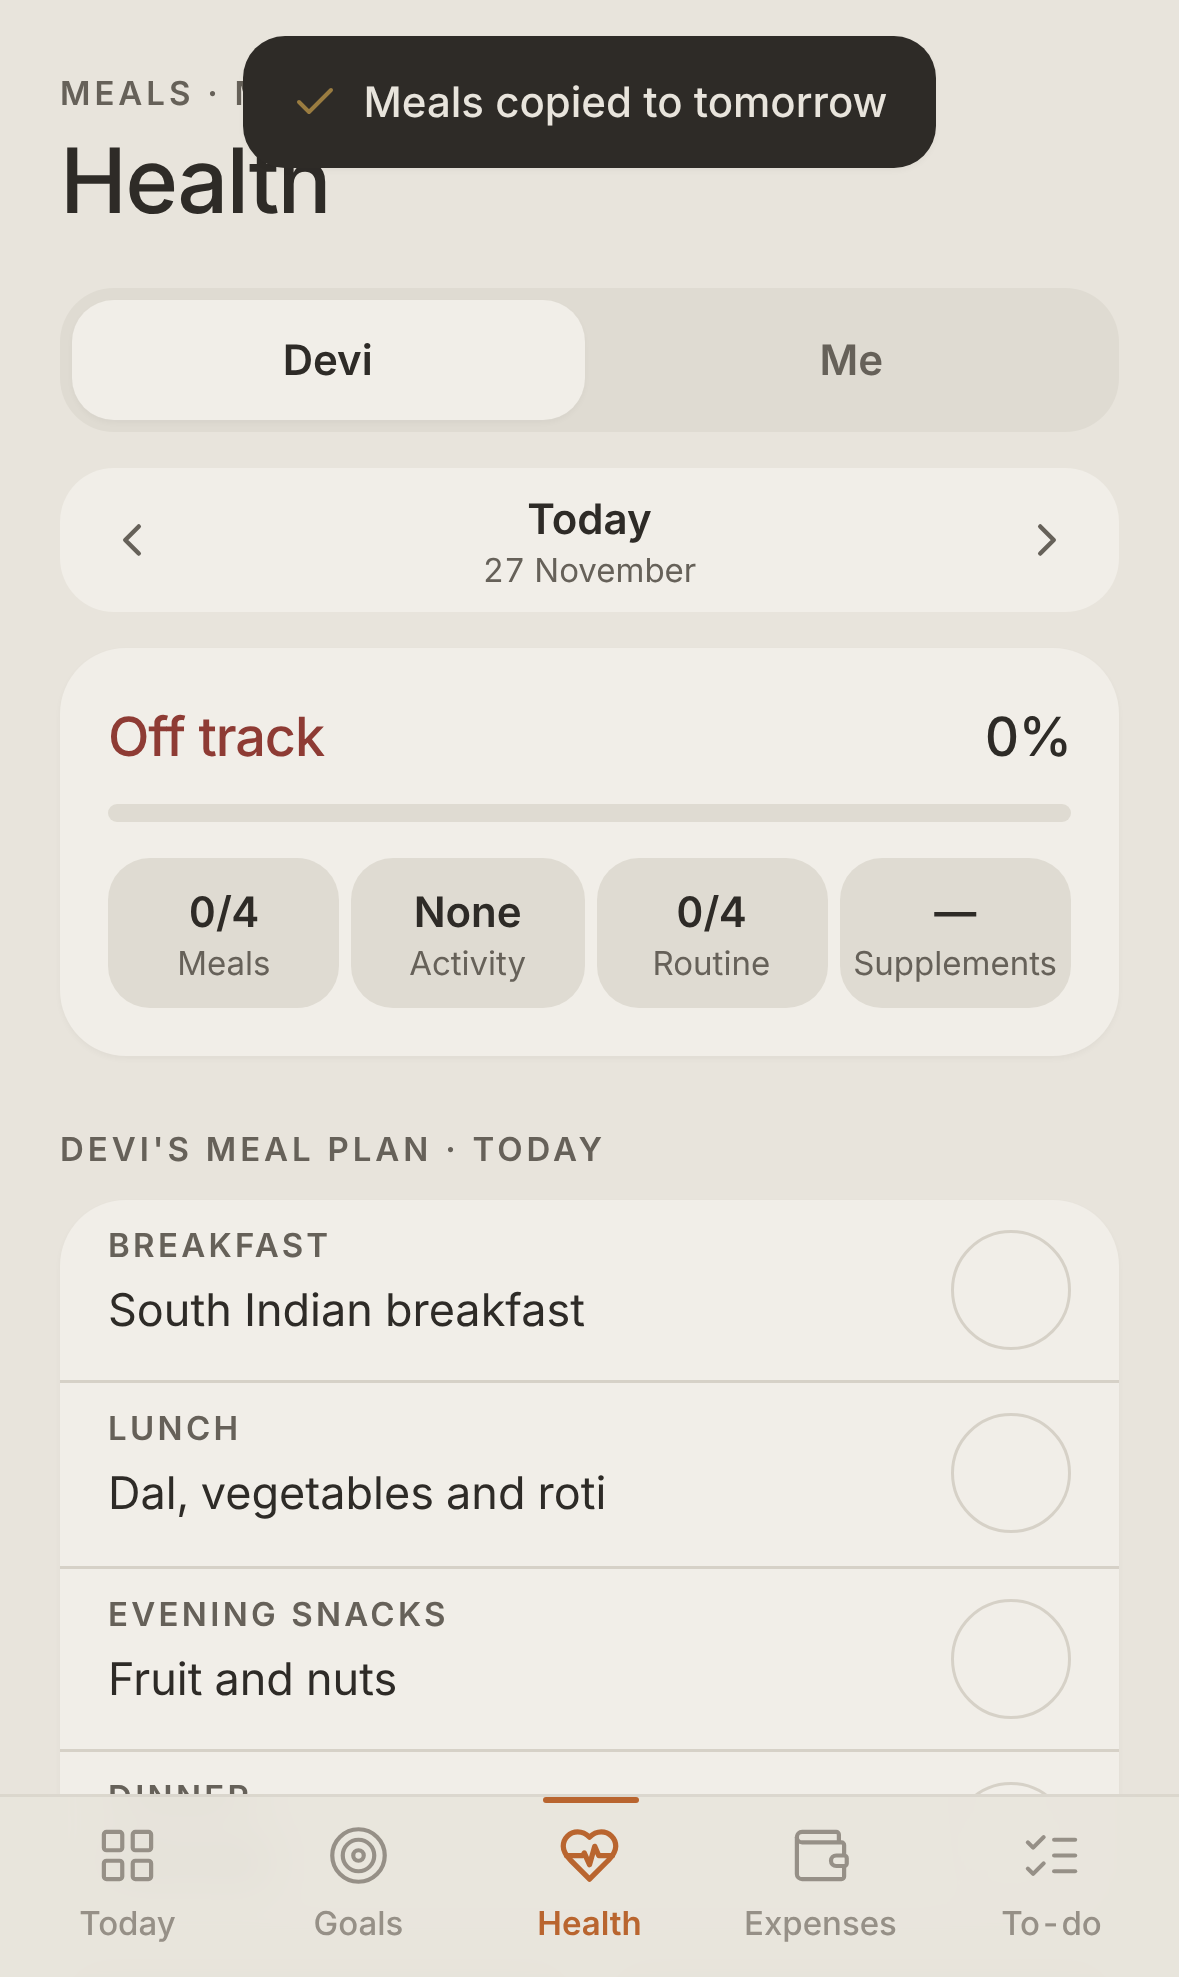 Meals copied to tomorrow
MEALS ·
Health
Devi
Me
Today
27 November
Off track
0%
0/4
Meals
None
Activity
0/4
Routine
—
Supplements
DEVI'S MEAL PLAN · TODAY
BREAKFAST
South Indian breakfast
LUNCH
Dal, vegetables and roti
EVENING SNACKS
Fruit and nuts
DINNER
Today
Goals
Health
Expenses
To-do